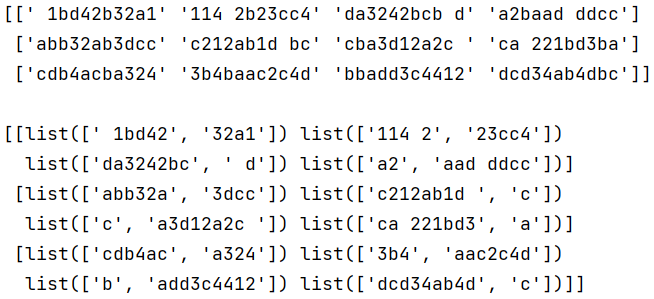 [[' 1bd42b32a1' '114 2b23cc4' 'da3242bcb d' 'a2baad ddcc']
 ['abb32ab3dcc' 'c212ab1d bc' 'cba3d12a2c ' 'ca 221bd3ba']
 ['cdb4acba324' '3b4baac2c4d' 'bbadd3c4412' 'dcd34ab4dbc']]

[[list([' 1bd42', '32a1']) list(['114 2', '23cc4'])
  list(['da3242bc', ' d']) list(['a2', 'aad ddcc'])]
 [list(['abb32a', '3dcc']) list(['c212ab1d ', 'c'])
  list(['c', 'a3d12a2c ']) list(['ca 221bd3', 'a'])]
 [list(['cdb4ac', 'a324']) list(['3b4', 'aac2c4d'])
  list(['b', 'add3c4412']) list(['dcd34ab4d', 'c'])]]